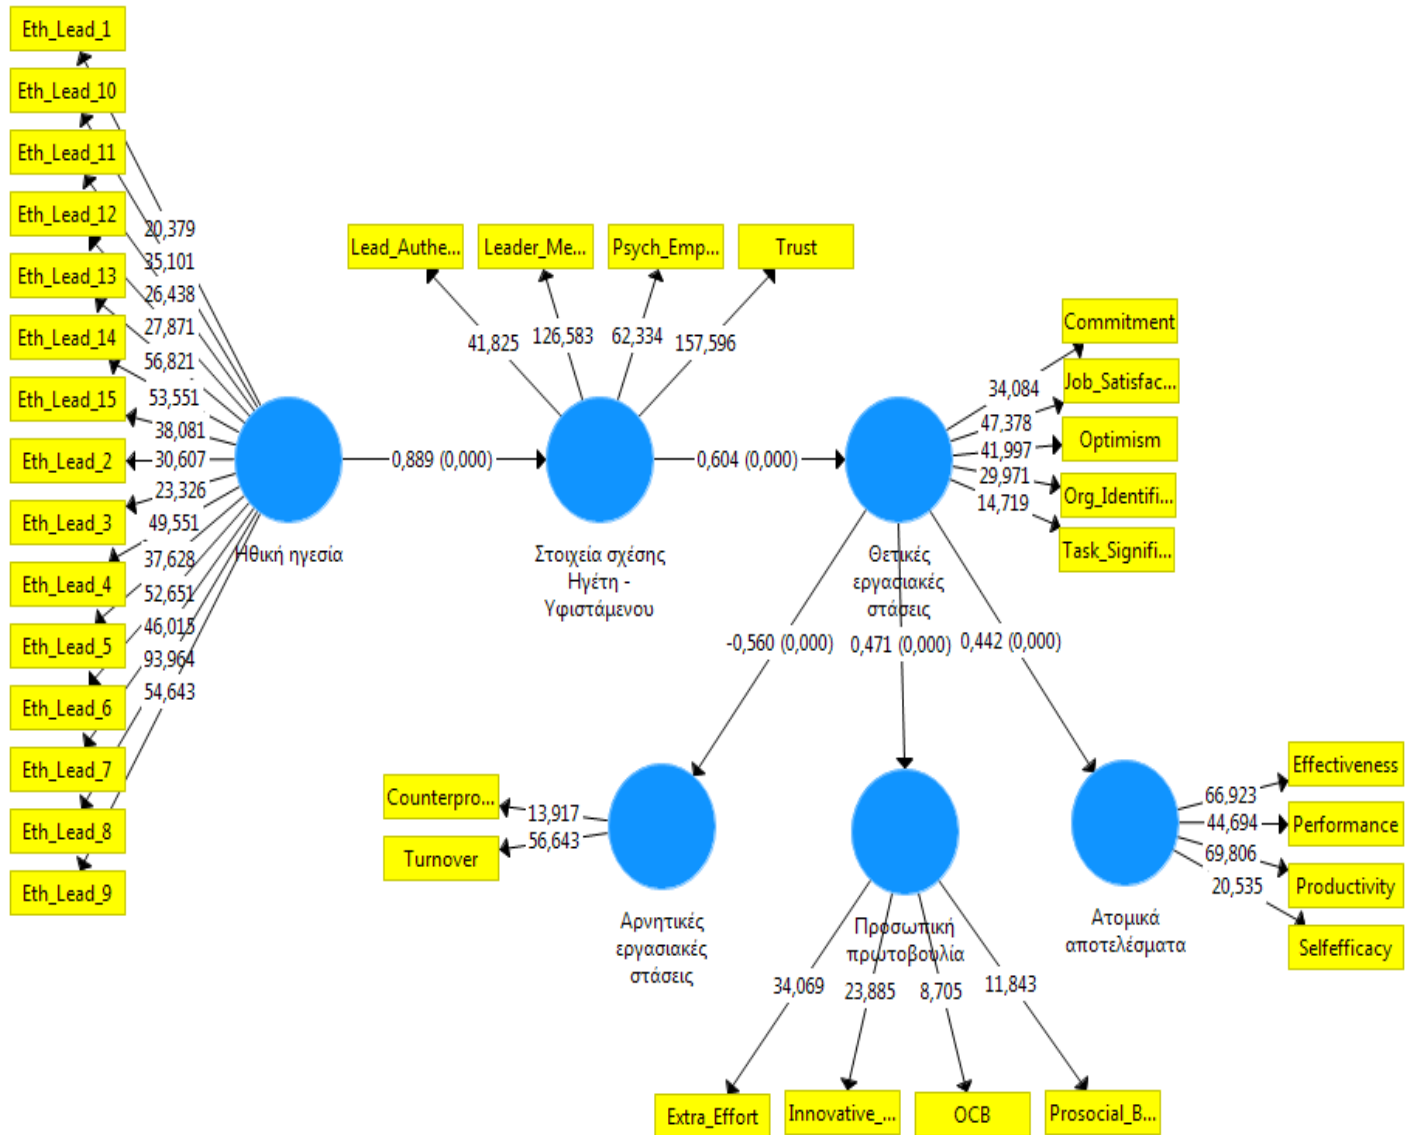 Eth_Lead_1
Eth_Lead_10
Eth_Lead_11
Eth_Lead_12
Eth_Lead_13
Eth_Lead_14
Eth_Lead_15
Eth_Lead_2
Eth_Lead_3
Eth_Lead_4
Eth_Lead_5
Eth_Lead_6
Eth_Lead_7
Eth_Lead_8
Eth_Lead_9
20,379
35,101
26,438
27,871
56,821
53,551
38,081
30,607
23,326
49,551
37,628
52,651
46,015
93,964
54,643
Ηθική ηγεσία
0,889 (0,000)
Lead_Authe...
Leader_Me...
Psych_Emp...
Trust
41,825
126,583
62,334
157,596
Στοιχεία σχέσης
Ηγέτη -
Υφιστάμενου
0,604 (0,000)
Commitment
Job_Satisfac...
Optimism
Org_Identifi...
Task_Signifi...
34,084
47,378
41,997
29,971
14,719
Θετικές
εργασιακές
στάσεις
-0,560 (0,000)
0,471 (0,000)
0,442 (0,000)
Counterpro...
Turnover
13,917
56,643
Αρνητικές
εργασιακές
στάσεις
Προσωπική
πρωτοβουλία
34,069
23,885
8,705
11,843
Extra_Effort
Innovative_...
OCB
Prosocial_B...
Ατομικά
αποτελέσματα
66,923
44,694
69,806
20,535
Effectiveness
Performance
Productivity
Selfefficacy